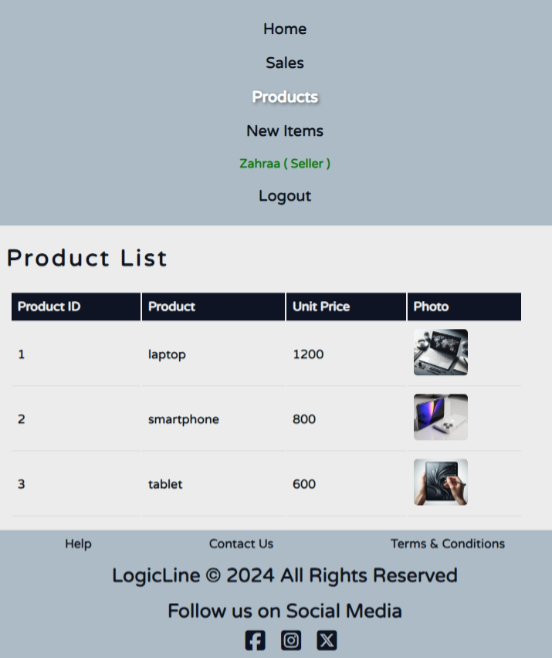 Home
Sales
Products
New Items
Zahraa ( Seller )
Logout
Product List
Product ID Product Unit Price Photo
1 laptop 1200
2 smartphone 800
3 tablet 600
Help Contact Us Terms & Conditions
LogicLine © 2024 All Rights Reserved
Follow us on Social Media